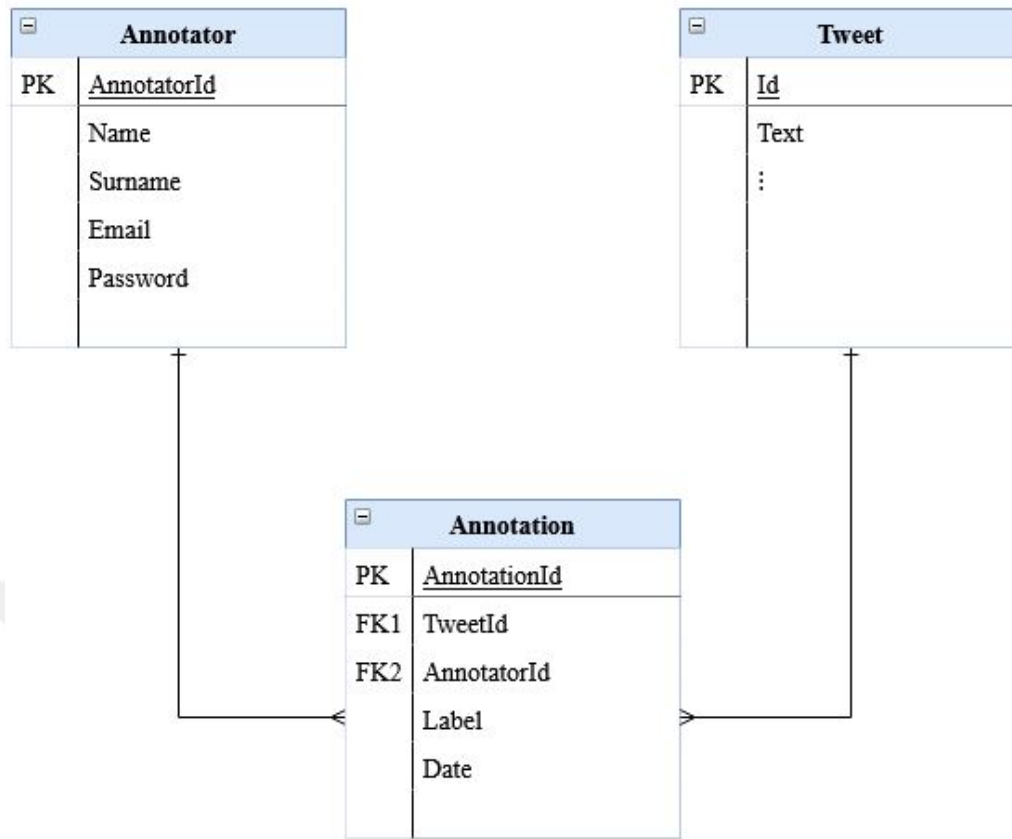 Annotator
PK AnnotatorId
Name
Surname
Email
Password
Tweet
PK Id
Text
⋮
Annotation
PK AnnotationId
FK1 TweetId
FK2 AnnotatorId
Label
Date